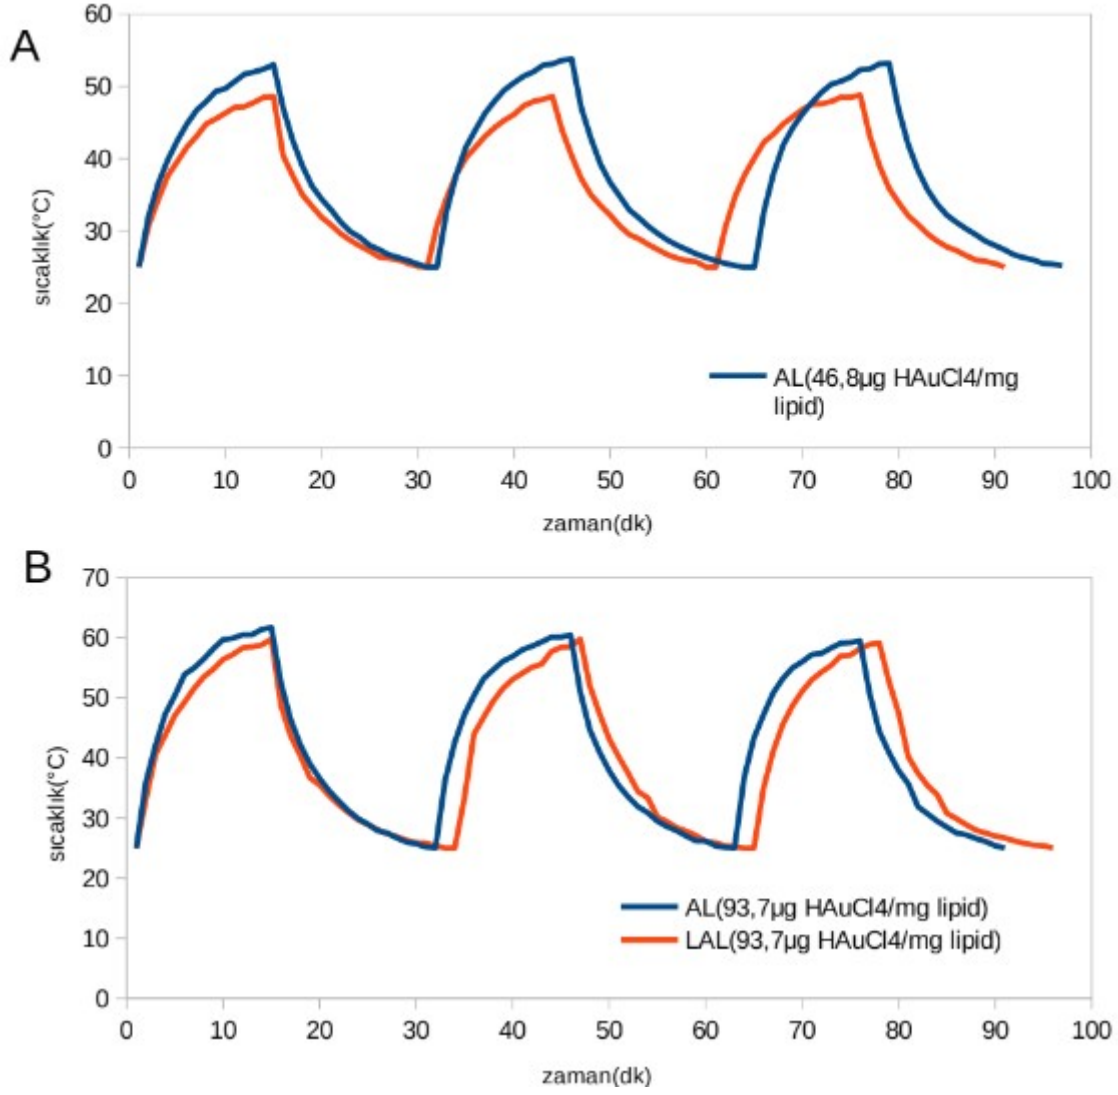 A
60
50
40
30
20
10
0
sıcaklık(°C)
AL(46,8µg HAuCl4/mg
lipid)
0 10 20 30 40 50 60 70 80 90 100
zaman(dk)
B
70
60
50
40
30
20
10
0
sıcaklık(°C)
AL(93,7µg HAuCl4/mg lipid)
LAL(93,7µg HAuCl4/mg lipid)
0 10 20 30 40 50 60 70 80 90 100
zaman(dk)